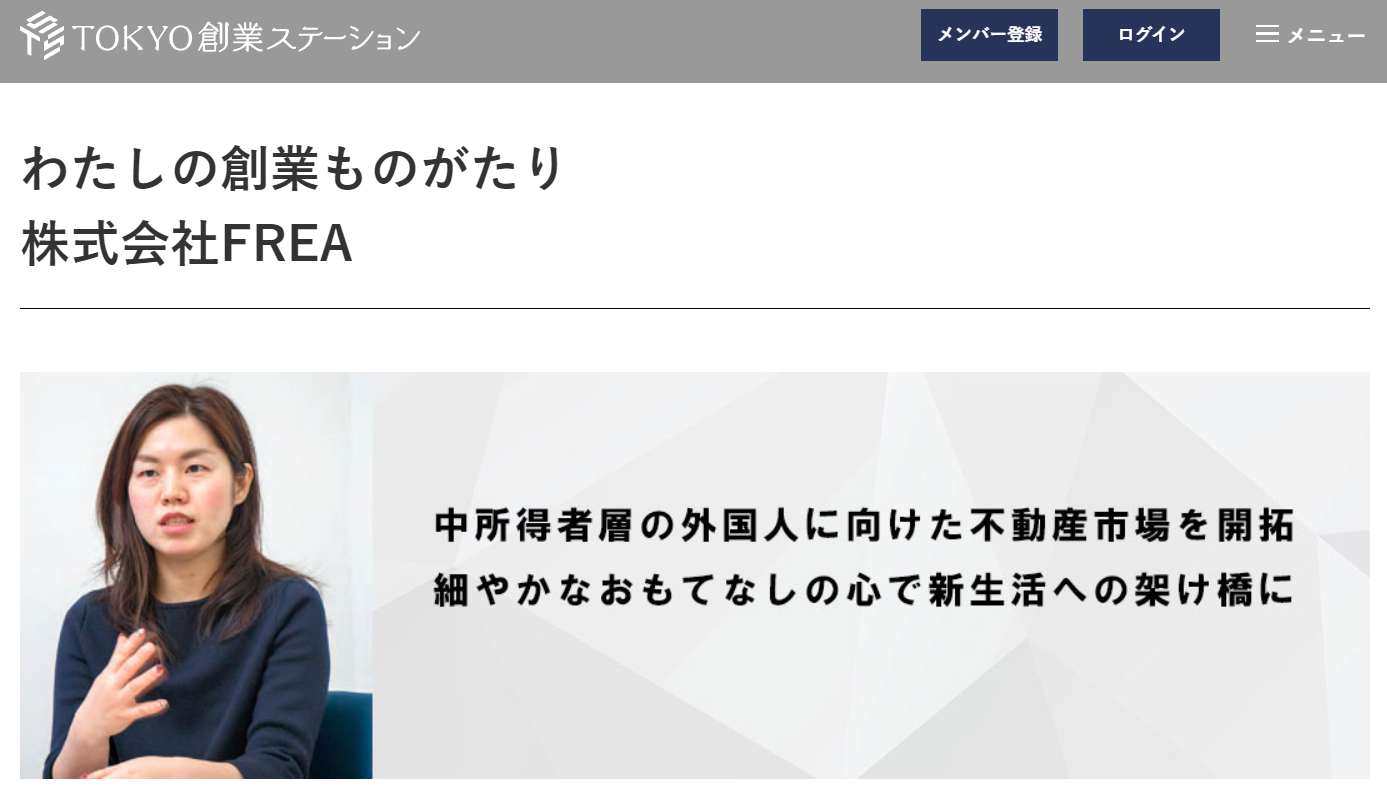 TOKYO創業ステーション
メンバー登録
ログイン
メニュー
わたしの創業ものがたり
株式会社FREA
中所得者層の外国人に向けた不動産市場を開拓
細やかなおもてなしの心で新生活への架け橋に